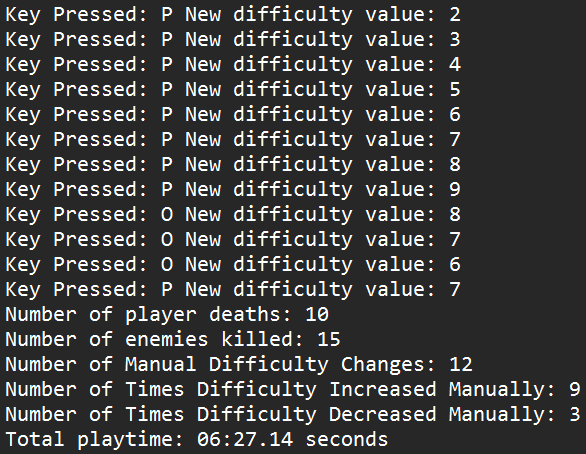 Key Pressed: P New difficulty value: 2
Key Pressed: P New difficulty value: 3
Key Pressed: P New difficulty value: 4
Key Pressed: P New difficulty value: 5
Key Pressed: P New difficulty value: 6
Key Pressed: P New difficulty value: 7
Key Pressed: P New difficulty value: 8
Key Pressed: P New difficulty value: 9
Key Pressed: O New difficulty value: 8
Key Pressed: O New difficulty value: 7
Key Pressed: O New difficulty value: 6
Key Pressed: P New difficulty value: 7
Number of player deaths: 10
Number of enemies killed: 15
Number of Manual Difficulty Changes: 12
Number of Times Difficulty Increased Manually: 9
Number of Times Difficulty Decreased Manually: 3
Total playtime: 06:27.14 seconds